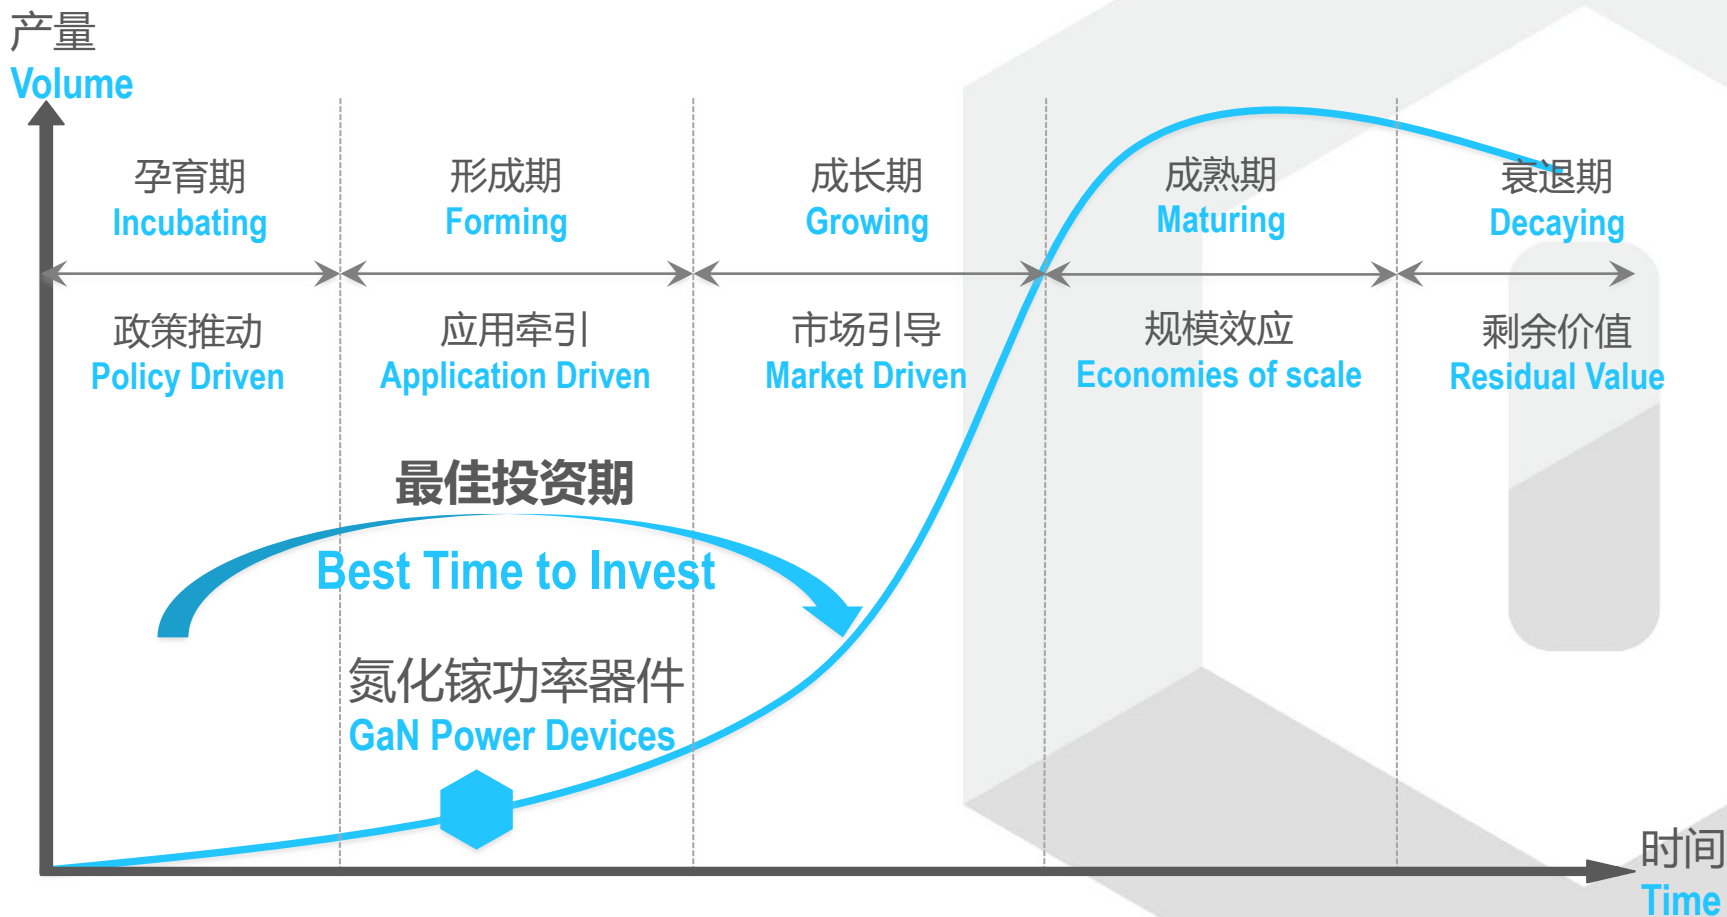 产量
Volume
孕育期
Incubating
形成期
Forming
成长期
Growing
成熟期
Maturing
衰退期
Decaying
政策推动
Policy Driven
应用牵引
Application Driven
市场引导
Market Driven
规模效应
Economies of scale
剩余价值
Residual Value
最佳投资期
Best Time to Invest
氮化镓功率器件
GaN Power Devices
时间
Time